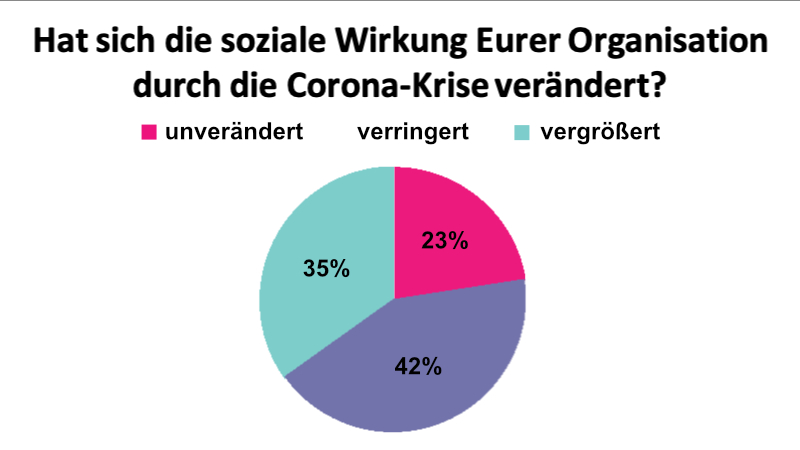 Hat sich die soziale Wirkung Eurer Organisation
durch die Corona-Krise verändert?
unverändert verringert vergrößert
23%
35%
42%